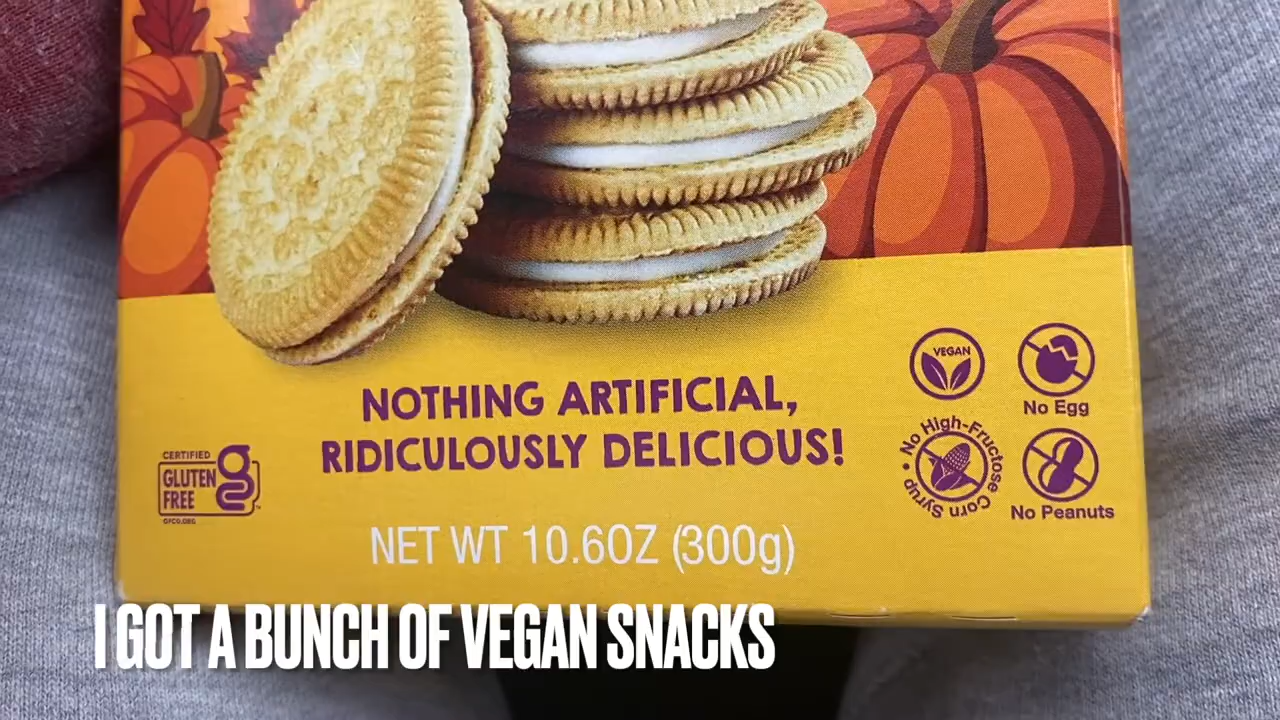 VEGAN
No Egg
NOTHING ARTIFICIAL,
RIDICULOUSLY DELICIOUS!
No High-Fructose Corn Syrup
No Peanuts
CERTIFIED
GLUTEN
FREE
GFCO.ORG
NET WT 10.6OZ (300g)
I GOT A BUNCH OF VEGAN SNACKS